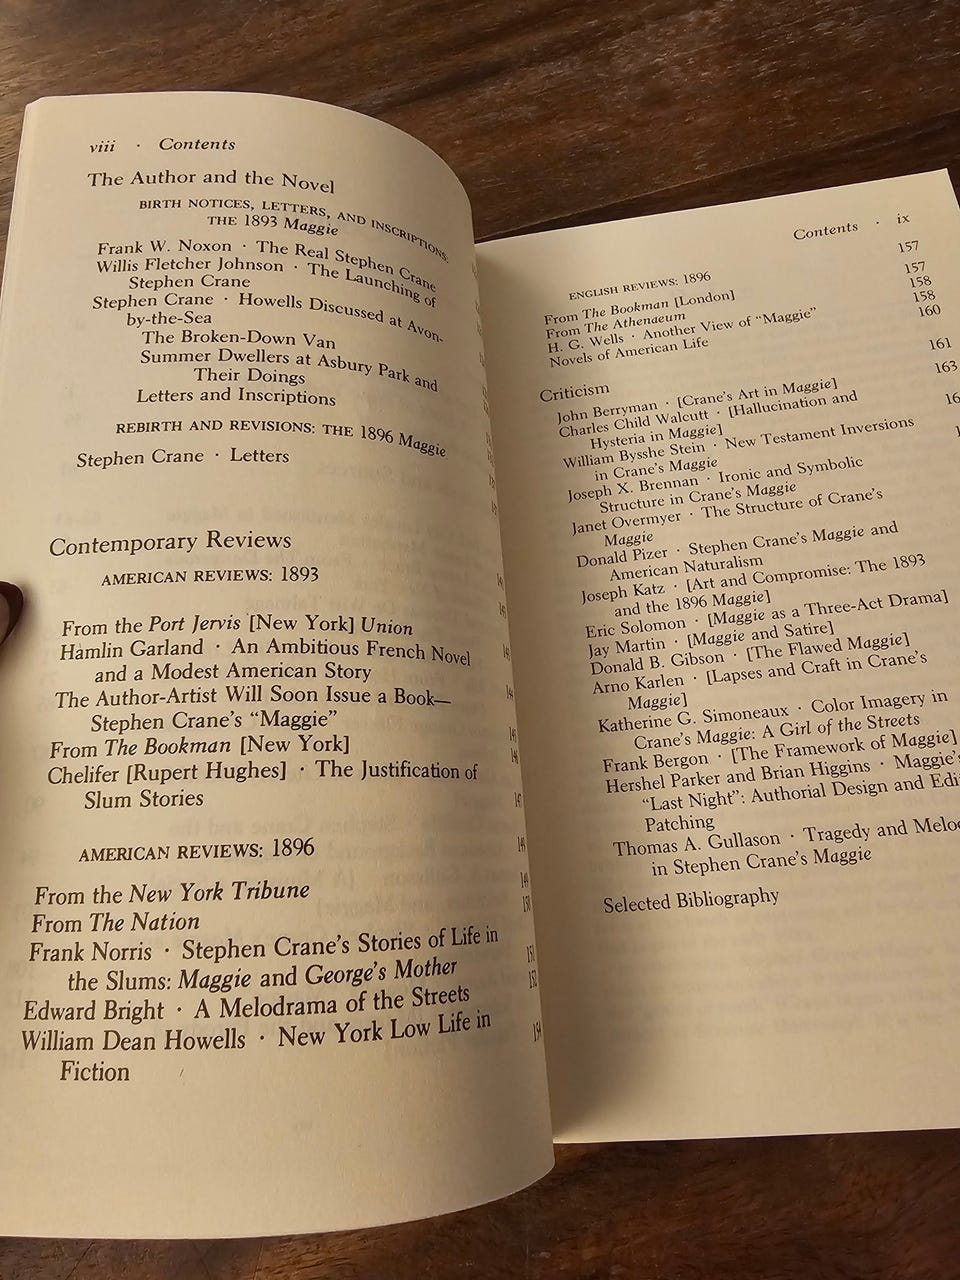 viii · Contents
The Author and the Novel
BIRTH NOTICES, LETTERS, AND INSCRIPTIONS:
THE 1893 Maggie
Frank W. Noxon · The Real Stephen Crane
Willis Fletcher Johnson · The Launching of
Stephen Crane
Stephen Crane · Howells Discussed at Avon-
by-the-Sea
The Broken-Down Van
Summer Dwellers at Asbury Park and
Their Doings
Letters and Inscriptions
REBIRTH AND REVISIONS: THE 1896 Maggie
Stephen Crane · Letters
Contemporary Reviews
AMERICAN REVIEWS: 1893
From the Port Jervis [New York] Union
Hamlin Garland · An Ambitious French Novel
and a Modest American Story
The Author-Artist Will Soon Issue a Book—
Stephen Crane's "Maggie"
From The Bookman [New York]
Chelifer [Rupert Hughes] · The Justification of
Slum Stories
AMERICAN REVIEWS: 1896
From the New York Tribune
From The Nation
Frank Norris · Stephen Crane's Stories of Life in
the Slums: Maggie and George's Mother
Edward Bright · A Melodrama of the Streets
William Dean Howells · New York Low Life in
Fiction
Contents · ix
157
ENGLISH REVIEWS: 1896
From The Bookman [London] 157
From The Athenaeum 158
H. G. Wells · Another View of "Maggie" 158
Novels of American Life 160
Criticism 161
John Berryman · [Crane's Art in Maggie] 163
Charles Child Walcutt · [Hallucination and
Hysteria in Maggie]
William Bysshe Stein · New Testament Inversions
in Crane's Maggie
Joseph X. Brennan · Ironic and Symbolic
Structure in Crane's Maggie
Janet Overmyer · The Structure of Crane's
Maggie
Donald Pizer · Stephen Crane's Maggie and
American Naturalism
Joseph Katz · [Art and Compromise: The 1893
and the 1896 Maggie]
Eric Solomon · [Maggie as a Three-Act Drama]
Jay Martin · [Maggie and Satire]
Donald B. Gibson · [The Flawed Maggie]
Arno Karlen · [Lapses and Craft in Crane's
Maggie]
Katherine G. Simoneaux · Color Imagery in
Crane's Maggie: A Girl of the Streets
Frank Bergon · [The Framework of Maggie]
Hershel Parker and Brian Higgins · Maggie's
"Last Night": Authorial Design and Edi
Patching
Thomas A. Gullason · Tragedy and Melo
in Stephen Crane's Maggie
Selected Bibliography